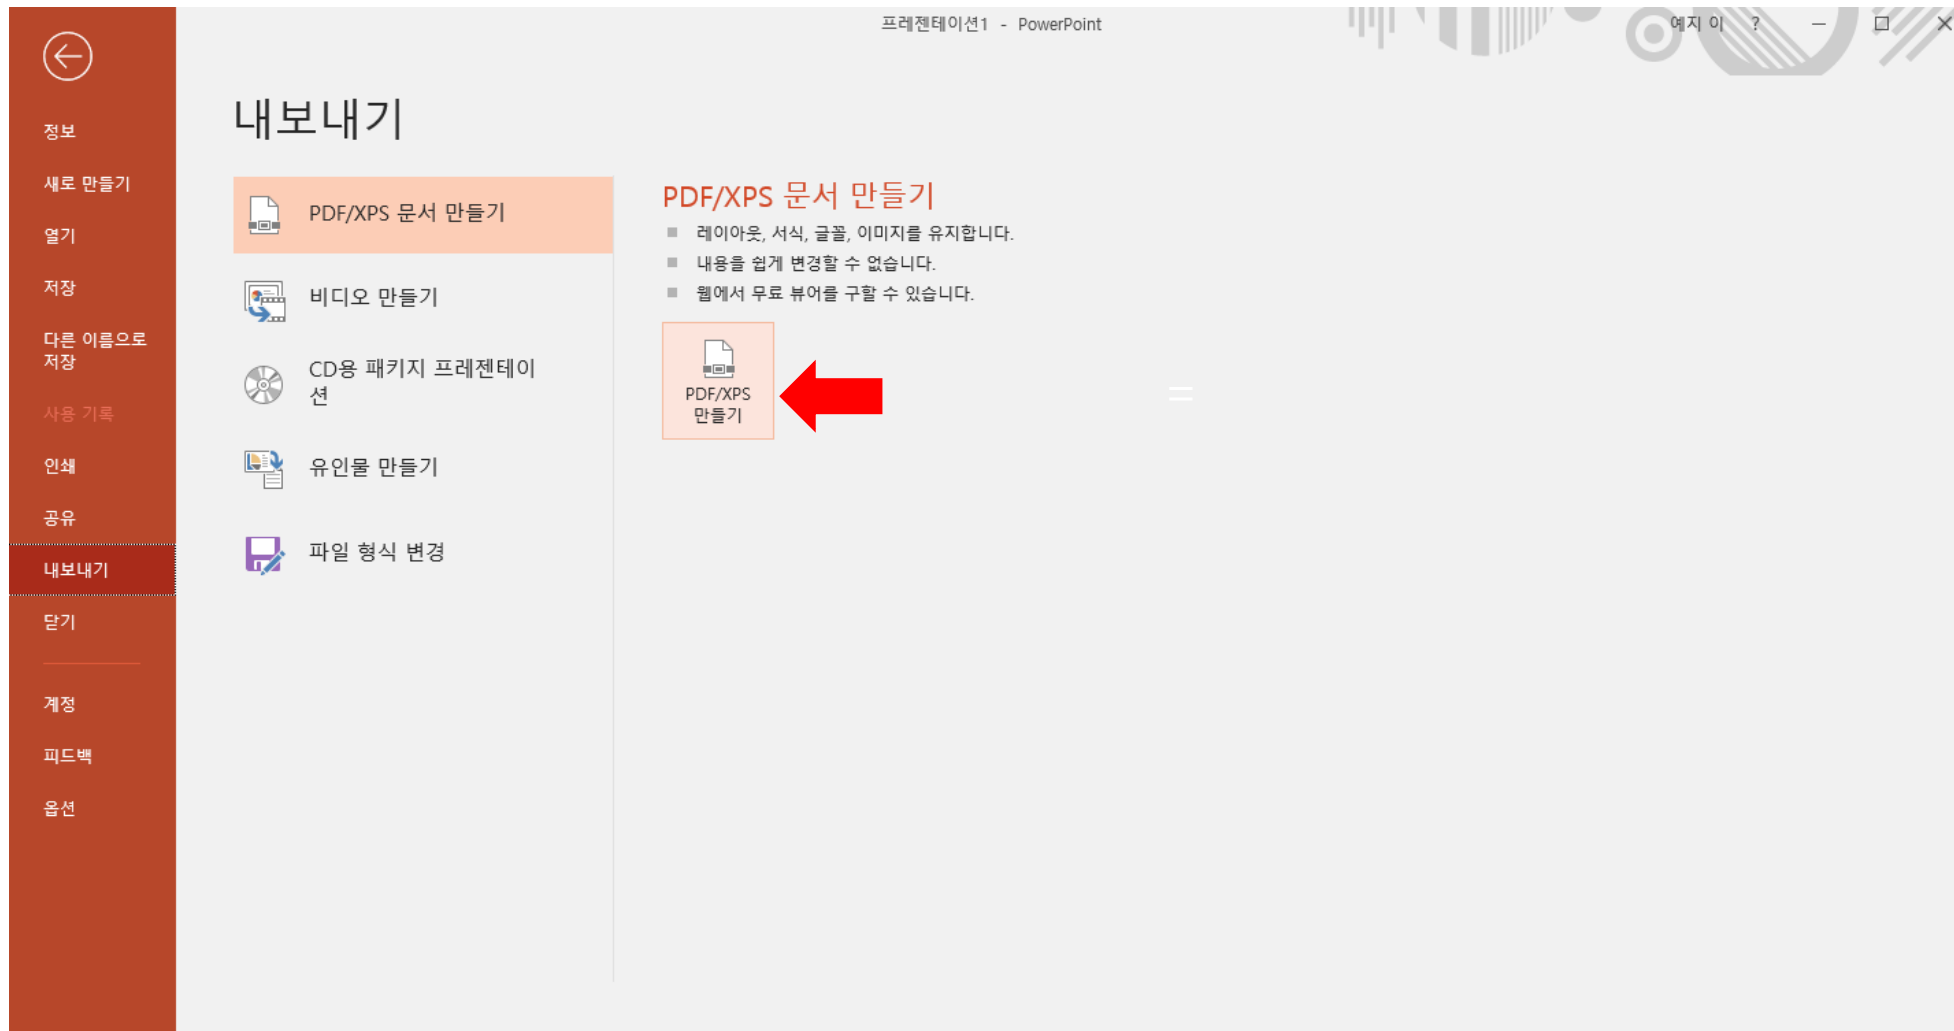 프레젠테이션1 - PowerPoint
예지 이 ?
정보
새로 만들기
열기
저장
다른 이름으로
저장
사용 기록
인쇄
공유
내보내기
닫기
계정
피드백
옵션
내보내기
PDF/XPS 문서 만들기
비디오 만들기
CD용 패키지 프레젠테이
션
유인물 만들기
파일 형식 변경
PDF/XPS 문서 만들기
레이아웃, 서식, 글꼴, 이미지를 유지합니다.
내용을 쉽게 변경할 수 없습니다.
웹에서 무료 뷰어를 구할 수 있습니다.
PDF/XPS
만들기
=